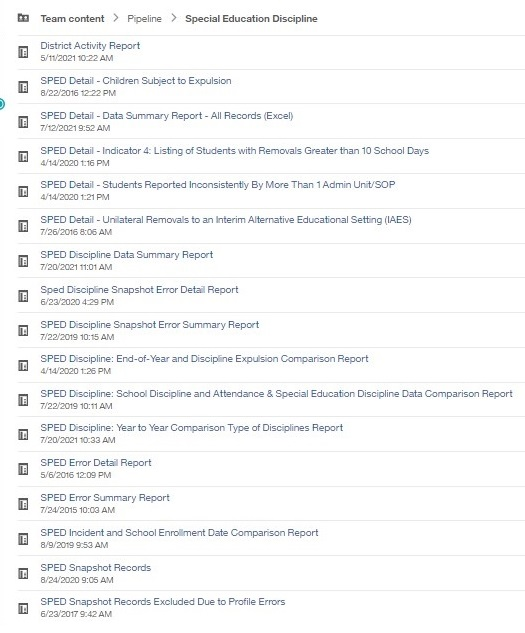 Team content > Pipeline > Special Education Discipline
District Activity Report
5/11/2021 10:22 AM
SPED Detail - Children Subject to Expulsion
8/22/2016 12:22 PM
SPED Detail - Data Summary Report - All Records (Excel)
7/12/2021 9:52 AM
SPED Detail - Indicator 4: Listing of Students with Removals Greater than 10 School Days
4/14/2020 1:16 PM
SPED Detail - Students Reported Inconsistently By More Than 1 Admin Unit/SOP
4/14/2020 1:21 PM
SPED Detail - Unilateral Removals to an Interim Alternative Educational Setting (IAES)
7/26/2016 8:06 AM
SPED Discipline Data Summary Report
7/20/2021 11:01 AM
Sped Discipline Snapshot Error Detail Report
6/23/2020 4:29 PM
SPED Discipline Snapshot Error Summary Report
7/22/2019 10:15 AM
SPED Discipline: End-of-Year and Discipline Expulsion Comparison Report
4/14/2020 1:26 PM
SPED Discipline: School Discipline and Attendance & Special Education Discipline Data Comparison Report
7/22/2019 10:11 AM
SPED Discipline: Year to Year Comparison Type of Disciplines Report
7/20/2021 10:33 AM
SPED Error Detail Report
5/6/2016 12:09 PM
SPED Error Summary Report
7/24/2015 10:03 AM
SPED Incident and School Enrollment Date Comparison Report
8/9/2019 9:53 AM
SPED Snapshot Records
8/24/2020 9:05 AM
SPED Snapshot Records Excluded Due to Profile Errors
6/23/2017 9:42 AM